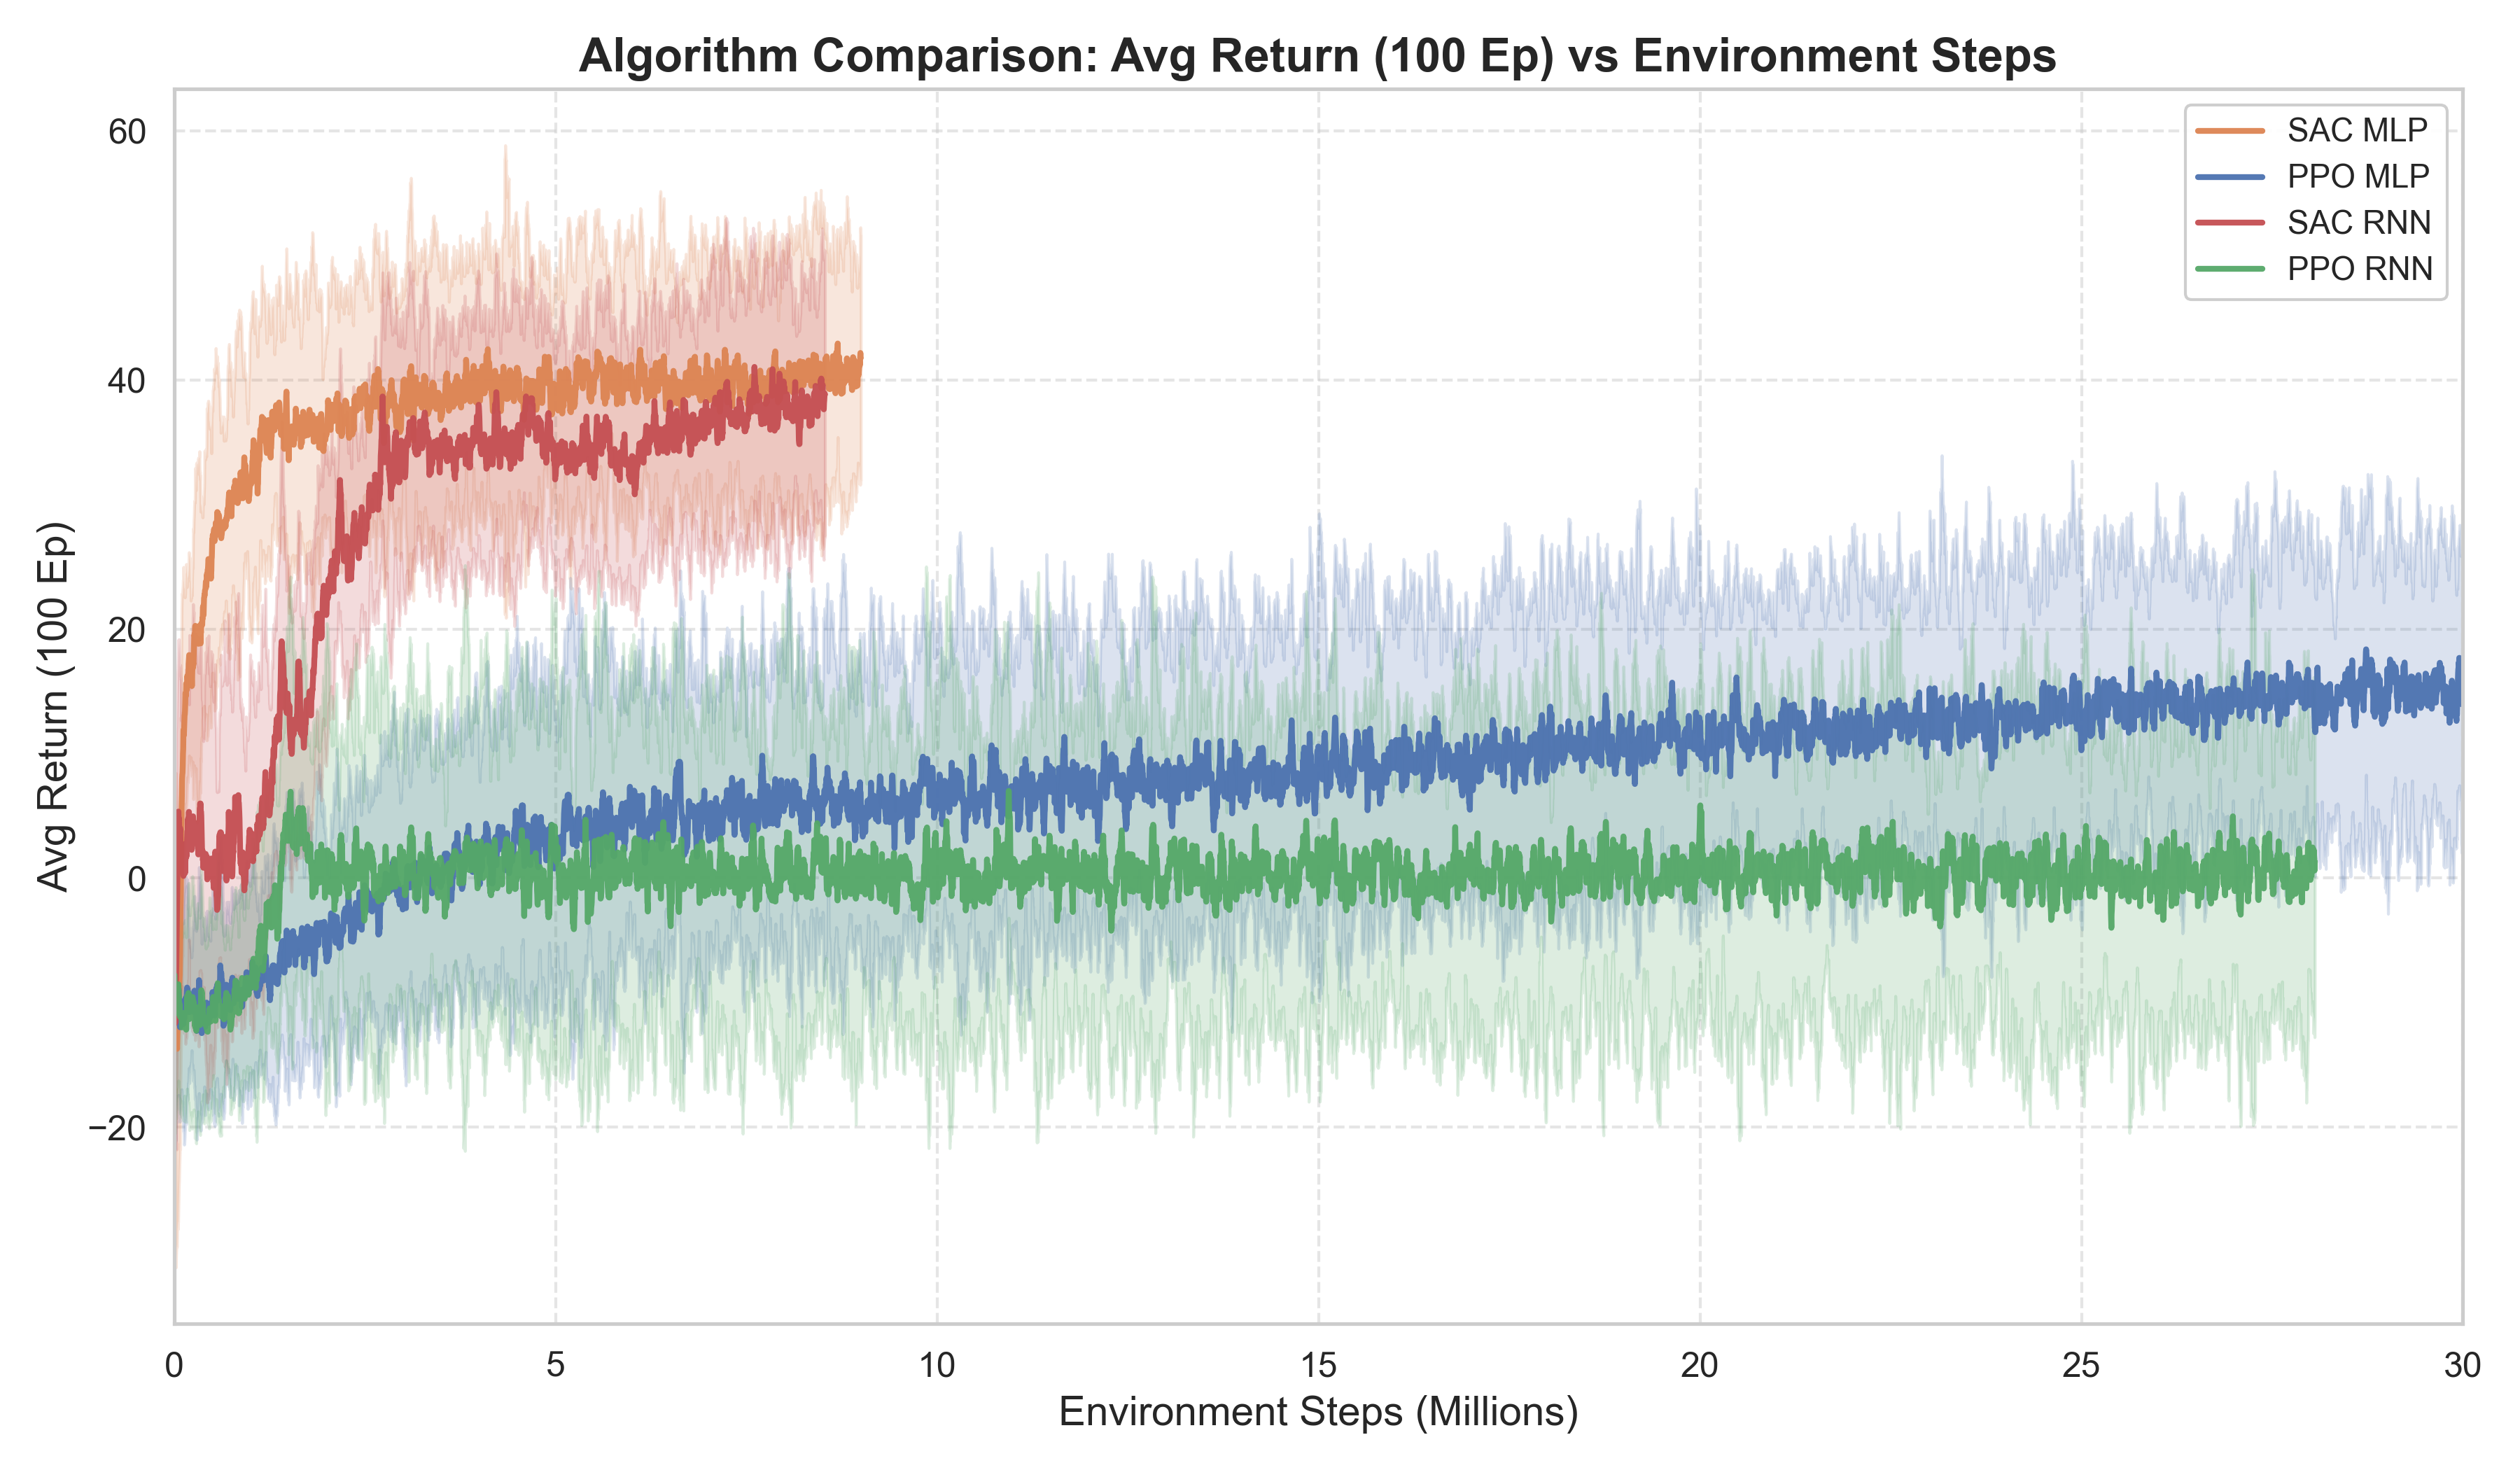 Algorithm Comparison: Avg Return (100 Ep) vs Environment Steps
SAC MLP
PPO MLP
SAC RNN
PPO RNN
Avg Return (100 Ep)
60
40
20
0
−20
0 5 10 15 20 25 30
Environment Steps (Millions)